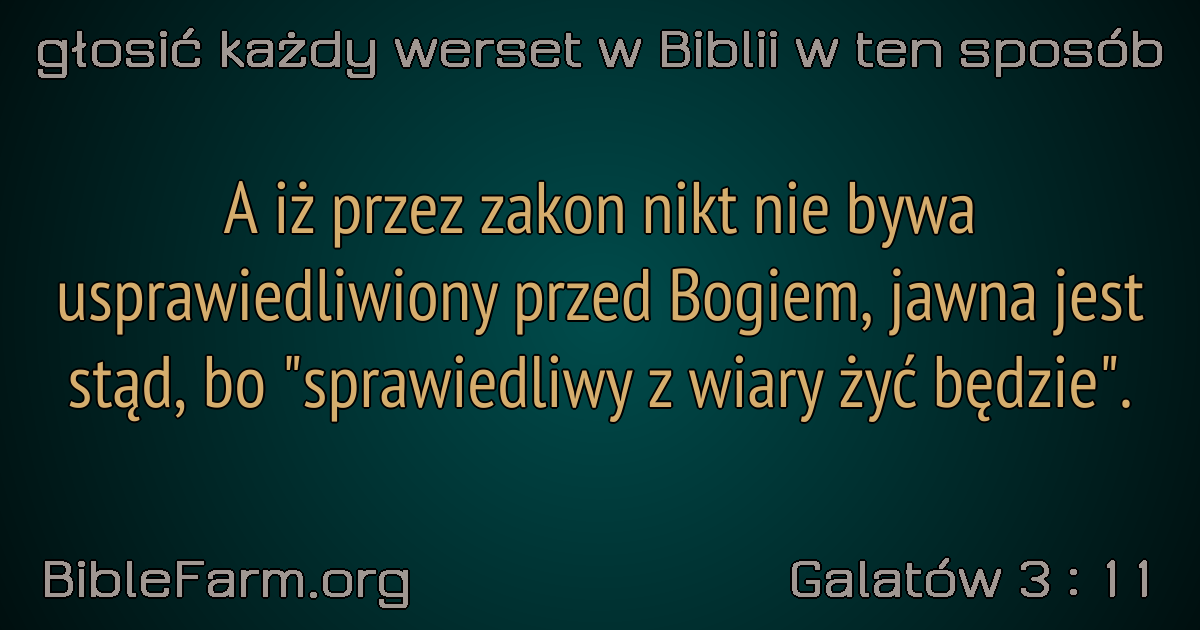 głosić każdy werset w Biblii w ten sposób
A iż przez zakon nikt nie bywa
usprawiedliwiony przed Bogiem, jawna jest
stąd, bo "sprawiedliwy z wiary żyć będzie".
BibleFarm.org
Galatów 3 : 11